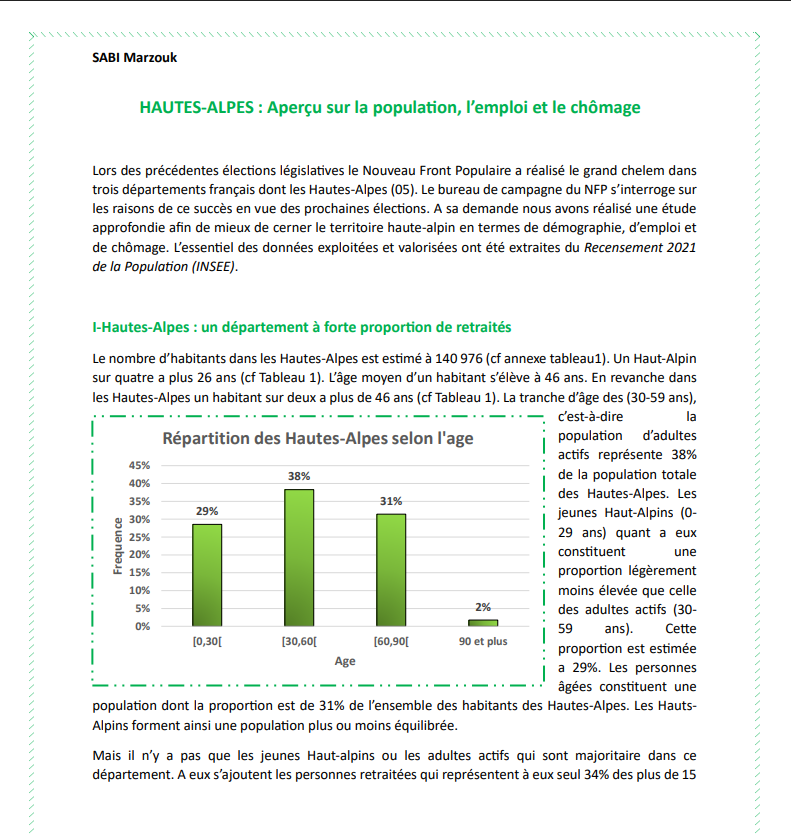 SABI Marzouk
HAUTES-ALPES : Aperçu sur la population, l’emploi et le chômage
Lors des précédentes élections législatives le Nouveau Front Populaire a réalisé le grand chelem dans
trois départements français dont les Hautes-Alpes (05). Le bureau de campagne du NFP s’interroge sur
les raisons de ce succès en vue des prochaines élections. A sa demande nous avons réalisé une étude
approfondie afin de mieux de cerner le territoire haute-alpin en termes de démographie, d’emploi et
de chômage. L’essentiel des données exploitées et valorisées ont été extraites du Recensement 2021
de la Population (INSEE).
I-Hautes-Alpes : un département à forte proportion de retraités
Le nombre d’habitants dans les Hautes-Alpes est estimé à 140 976 (cf annexe tableau1). Un Haut-Alpin
sur quatre a plus 26 ans (cf Tableau 1). L’âge moyen d’un habitant s’élève à 46 ans. En revanche dans
les Hautes-Alpes un habitant sur deux a plus de 46 ans (cf Tableau 1). La tranche d’âge des (30-59 ans),
c’est-à-dire la
population d’adultes
actifs représente 38%
de la population totale
des Hautes-Alpes. Les
jeunes Haut-Alpins (0-
29 ans) quant a eux
constituent une
proportion légèrement
moins élevée que celle
des adultes actifs (30-
59 ans). Cette
proportion est estimée
a 29%. Les personnes
âgées constituent une
Répartition des Hautes-Alpes selon l'age
45%
40%
35%
30%
25%
20%
15%
10%
5%
0%
Frequence
29%
38%
31%
2%
[0,30[
[30,60[
[60,90[
90 et plus
Age
population dont la proportion est de 31% de l’ensemble des habitants des Hautes-Alpes. Les Hauts-
Alpins forment ainsi une population plus ou moins équilibrée.
Mais il n’y a pas que les jeunes Haut-alpins ou les adultes actifs qui sont majoritaire dans ce
département. A eux s’ajoutent les personnes retraitées qui représentent à eux seul 34% des plus de 15